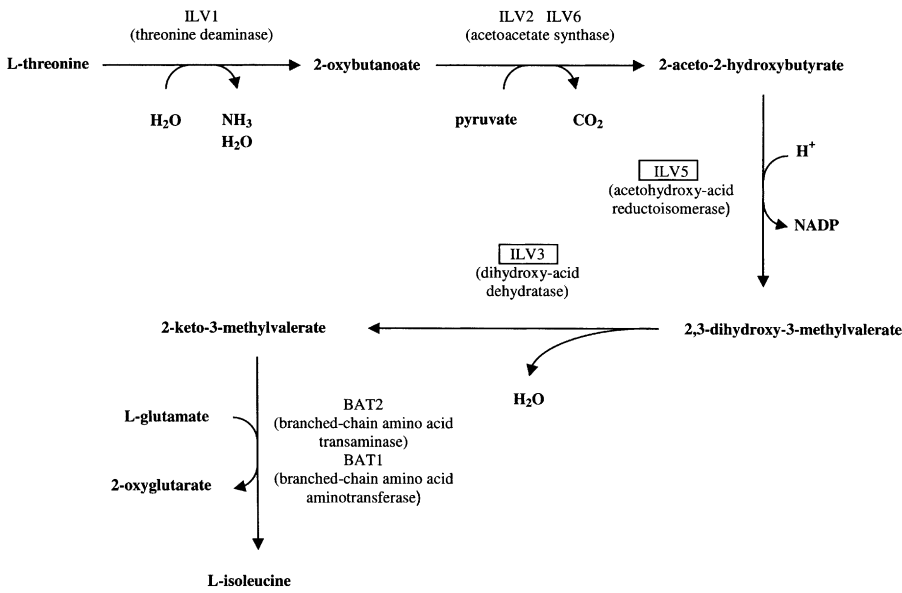 ILV1
(threonine deaminase)
ILV2 ILV6
(acetoacetate synthase)
L-threonine
2-oxybutanoate
2-aceto-2-hydroxybutyrate
H2O
NH3
H2O
pyruvate
CO2
H+
ILV5
(acetohydroxy-acid
reductoisomerase)
NADP
ILV3
(dihydroxy-acid
dehydratase)
2-keto-3-methylvalerate
2,3-dihydroxy-3-methylvalerate
H2O
L-glutamate
BAT2
(branched-chain amino acid
transaminase)
BAT1
(branched-chain amino acid
aminotransferase)
2-oxyglutarate
L-isoleucine